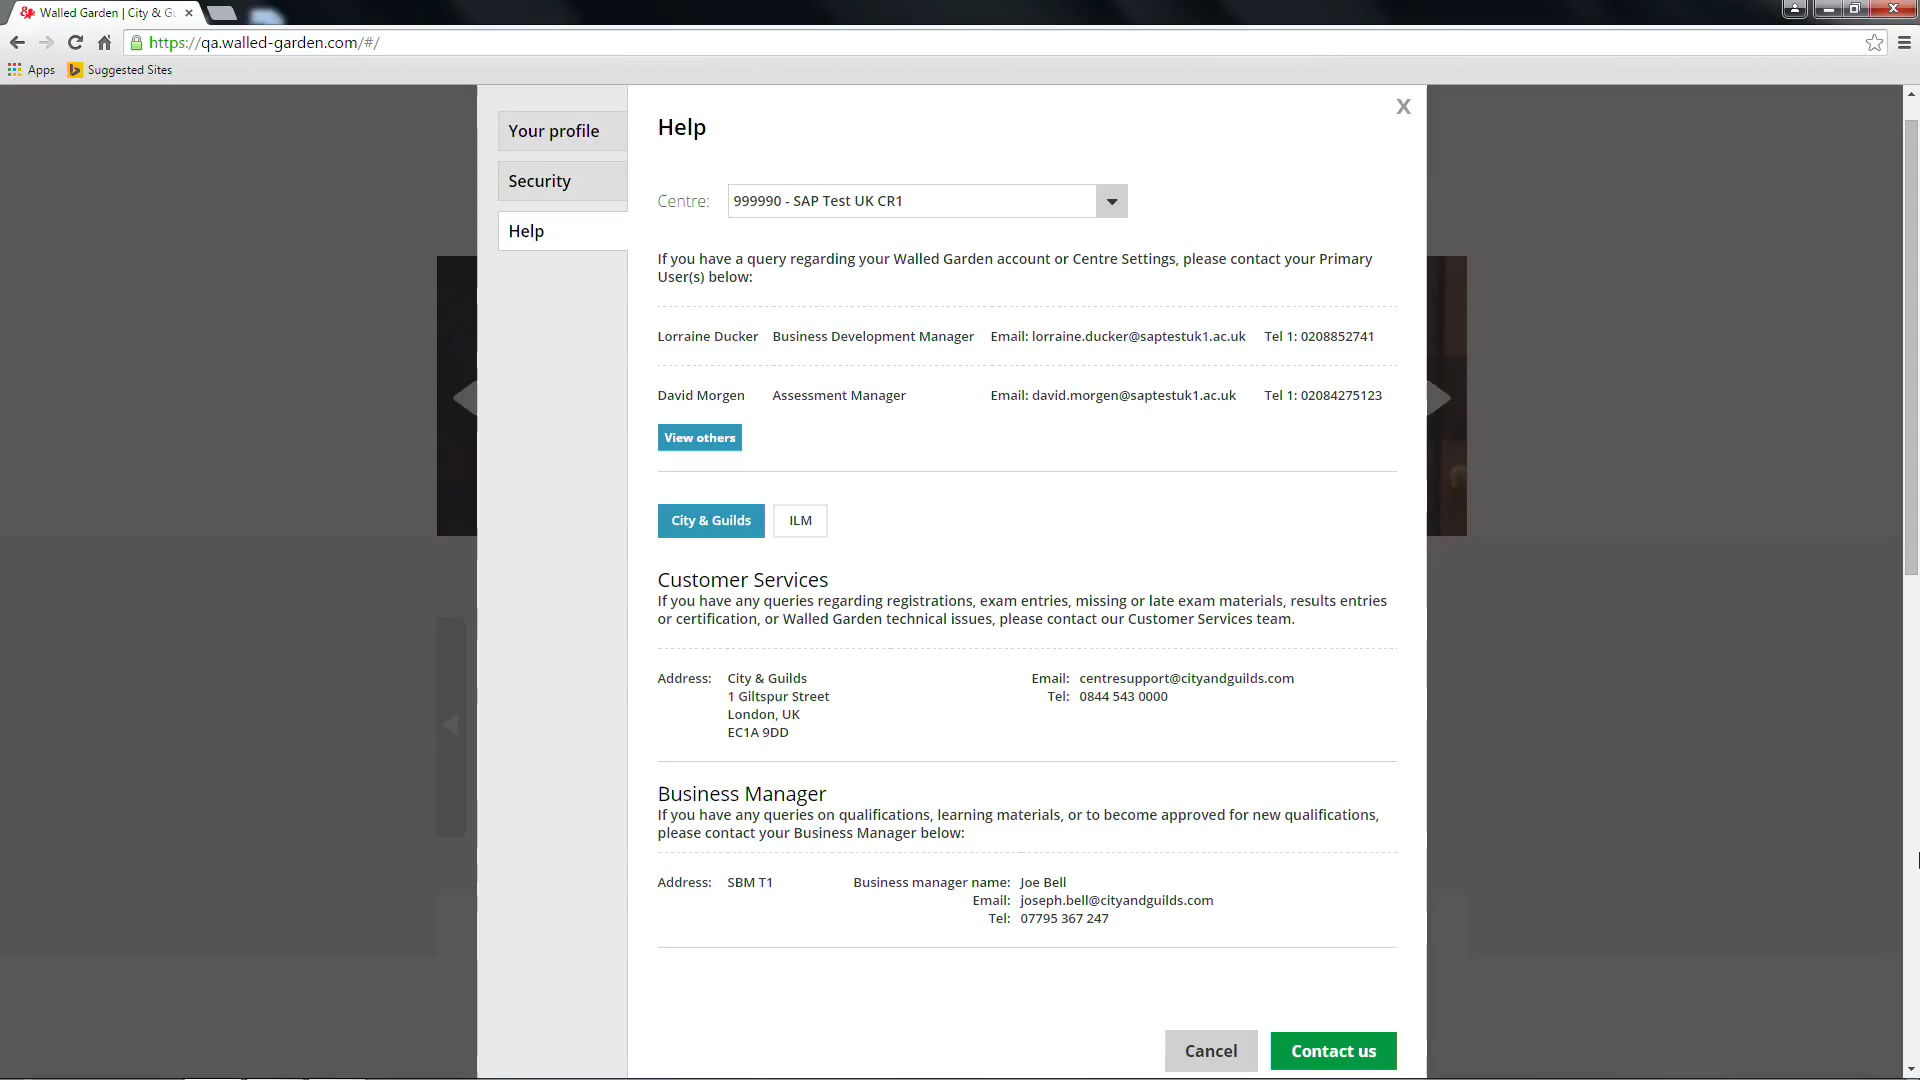 Walled Garden | City & G
https://qa.walled-garden.com/#/
Apps
Suggested Sites
Your profile
Security
Help
X
Help
Centre: 999990 - SAP Test UK CR1
If you have a query regarding your Walled Garden account or Centre Settings, please contact your Primary
User(s) below:
Lorraine Ducker Business Development Manager Email: lorraine.ducker@saptestuk1.ac.uk Tel 1: 0208852741
David Morgen Assessment Manager Email: david.morgen@saptestuk1.ac.uk Tel 1: 02084275123
View others
City & Guilds ILM
Customer Services
If you have any queries regarding registrations, exam entries, missing or late exam materials, results entries
or certification, or Walled Garden technical issues, please contact our Customer Services team.
Address: City & Guilds Email: centresupport@cityandguilds.com
1 Giltspur Street Tel: 0844 543 0000
London, UK
EC1A 9DD
Business Manager
If you have any queries on qualifications, learning materials, or to become approved for new qualifications,
please contact your Business Manager below:
Address: SBM T1 Business manager name: Joe Bell
Email: joseph.bell@cityandguilds.com
Tel: 07795 367 247
Cancel Contact us